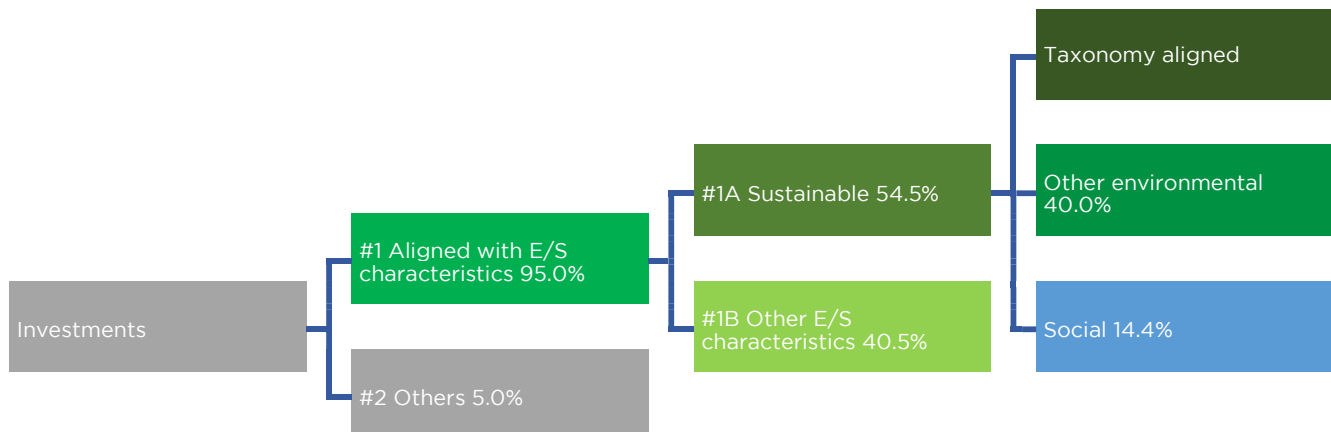 Investments
#1 Aligned with E/S
characteristics 95.0%
#2 Others 5.0%
#1A Sustainable 54.5%
#1B Other E/S
characteristics 40.5%
Taxonomy aligned
Other environmental
40.0%
Social 14.4%